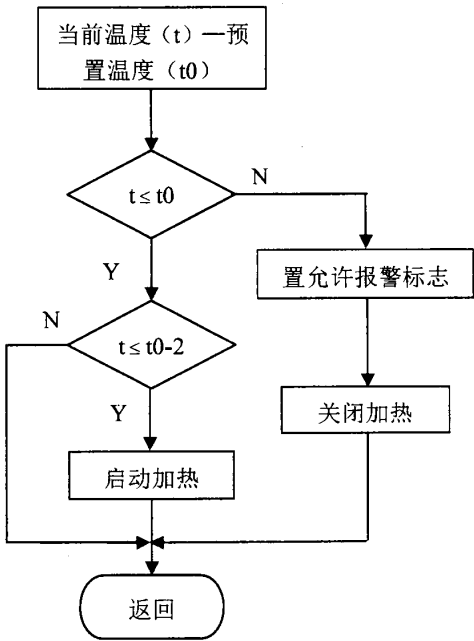 当前温度（t）一预
置温度（t0）
t≤t0
N
Y
置允许报警标志
N
t≤t0-2
Y
关闭加热
启动加热
返回